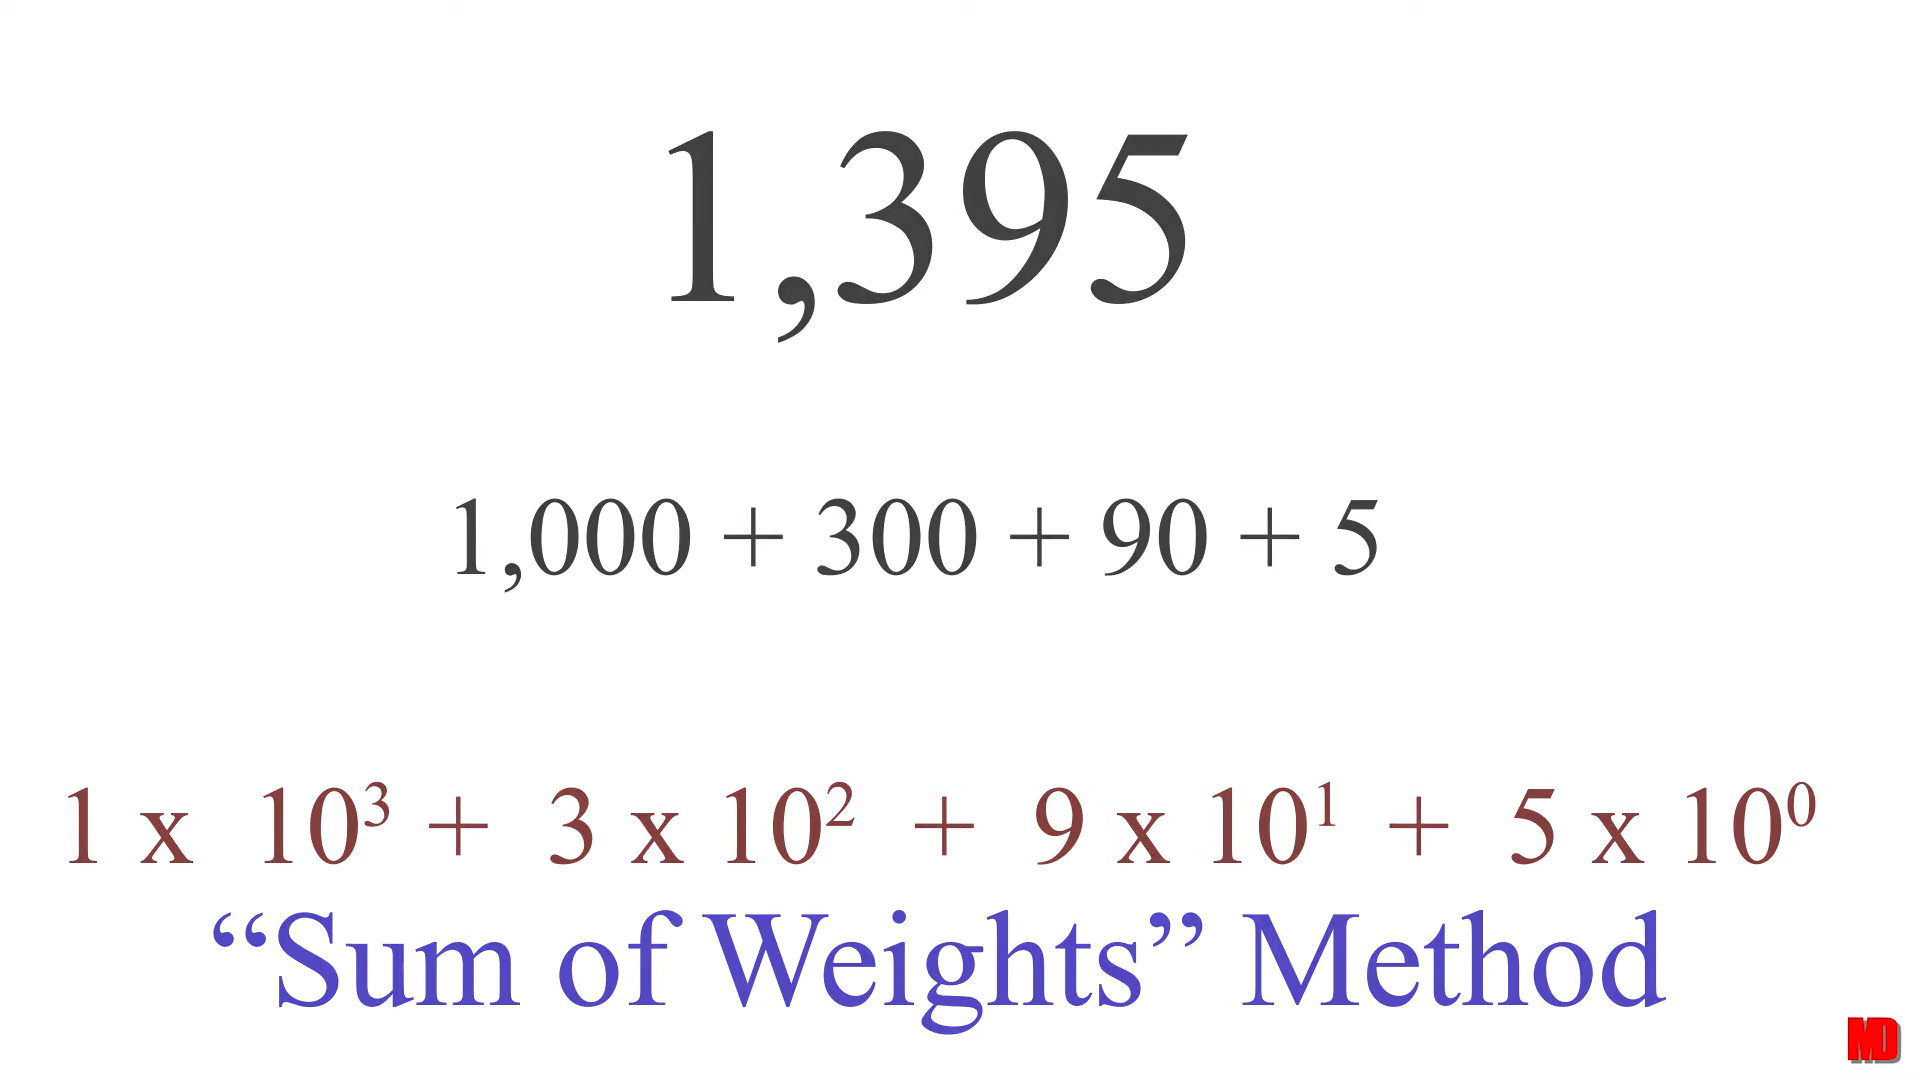 1,395
1,000 + 300 + 90 + 5
1 x 10³ + 3 x 10² + 9 x 10¹ + 5 x 10⁰
“Sum of Weights” Method
MD